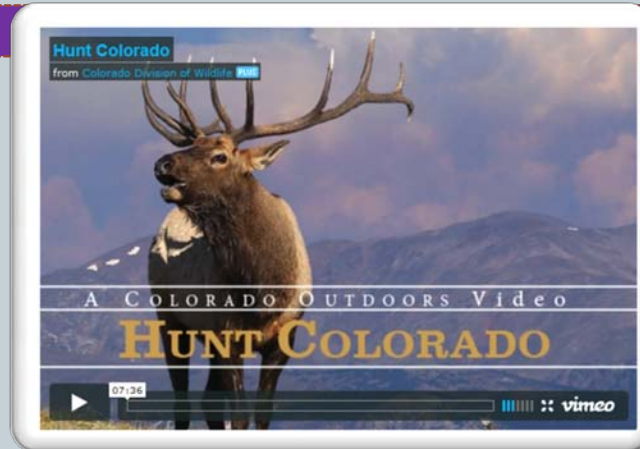 Hunt Colorado
from Colorado Division of Wildlife PLUS
A COLORADO OUTDOORS Video
HUNT COLORADO
07:36
vimeo